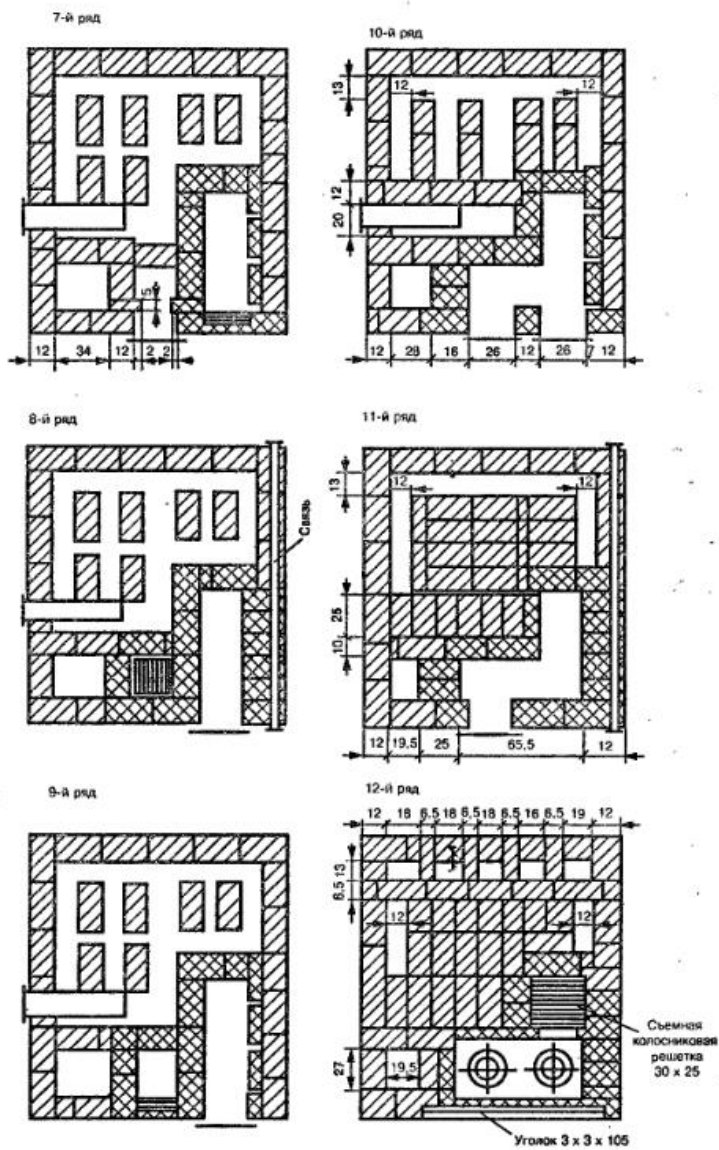 7-й ряд
5
12 34 12 2 2
10-й ряд
12 12
13
12
20
12 28 16 26 12 26 7 12
8-й ряд
Связь
11-й ряд
12 12
13
25
10
12 19,5 25 65,5 12
9-й ряд
12-й ряд
12 18 6,5 18 6,5 18 6,5 16 6,5 19 12
13
6,5
12 12
Съемная
колосниковая
решетка
30 x 25
27
19,5
Уголок 3 x 3 x 105